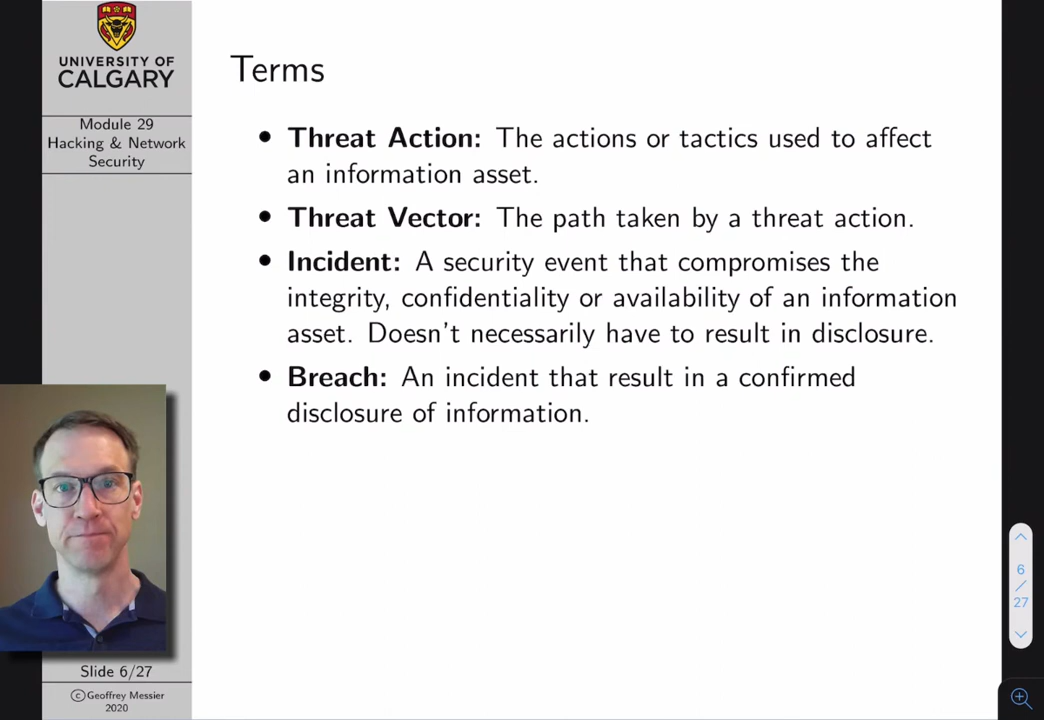 UNIVERSITY OF
CALGARY
Module 29
Hacking & Network
Security
Terms
• Threat Action: The actions or tactics used to affect
an information asset.
• Threat Vector: The path taken by a threat action.
• Incident: A security event that compromises the
integrity, confidentiality or availability of an information
asset. Doesn't necessarily have to result in disclosure.
• Breach: An incident that result in a confirmed
disclosure of information.
Slide 6/27
©Geoffrey Messier
2020
6
/
27